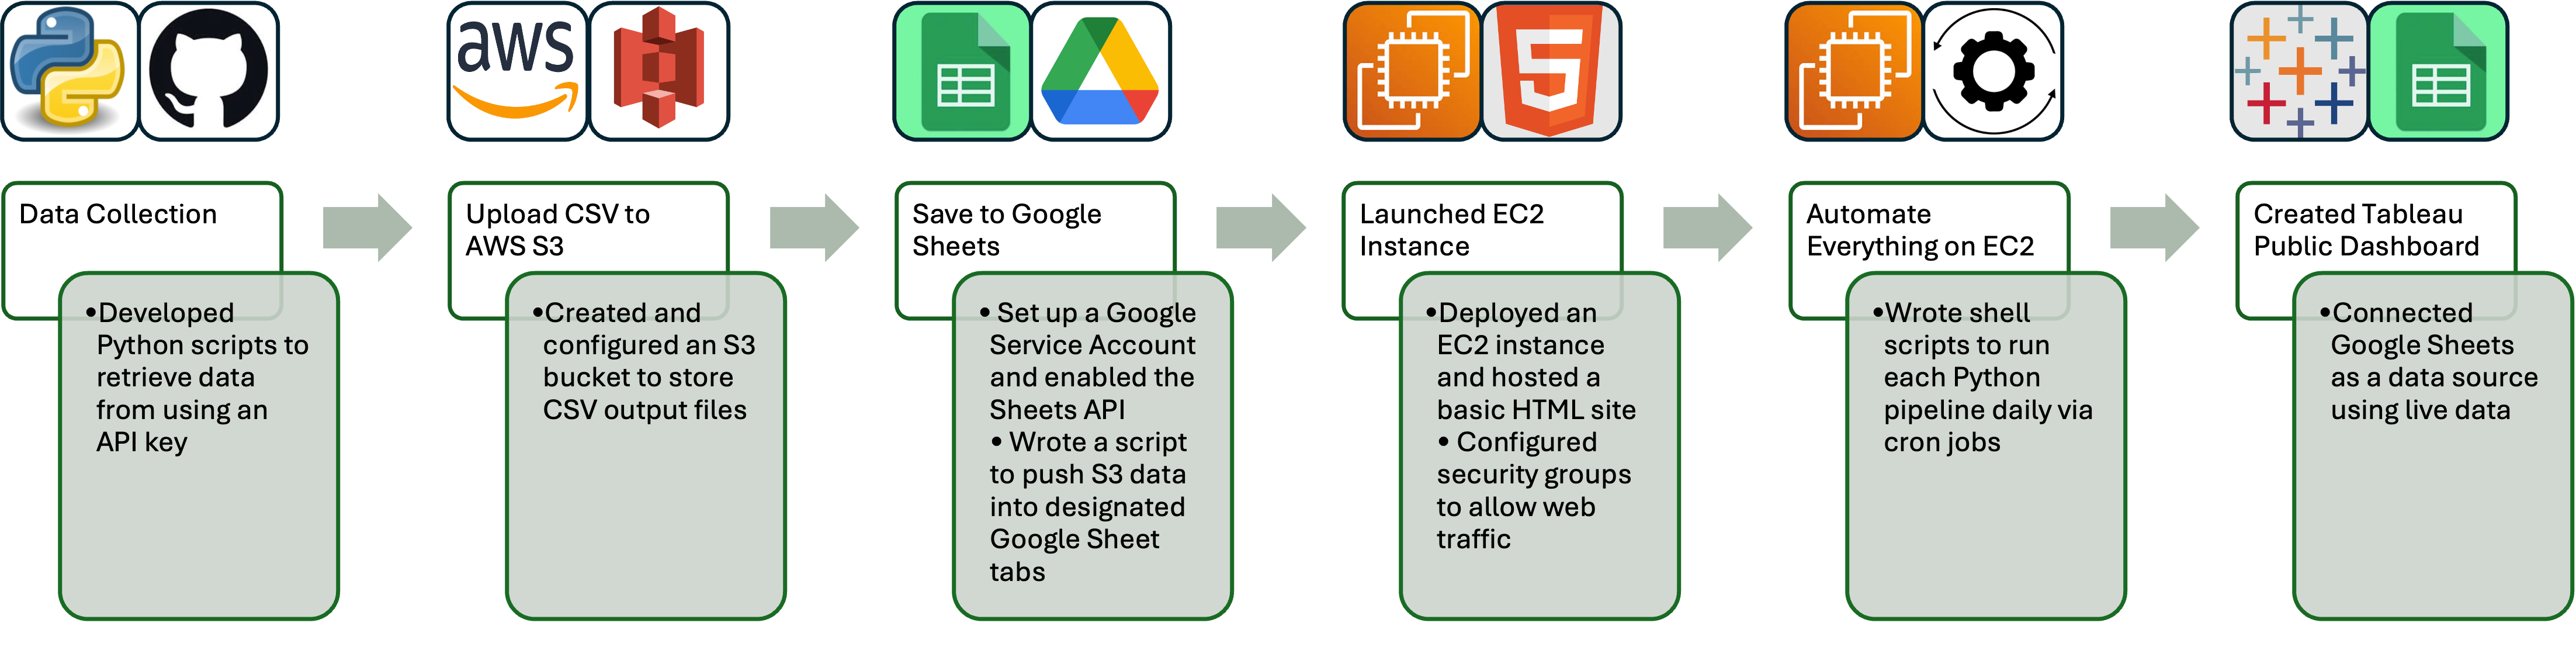 aws
Data Collection
•Developed
Python scripts to
retrieve data
from using an
API key
Upload CSV to
AWS S3
•Created and
configured an S3
bucket to store
CSV output files
Save to Google
Sheets
• Set up a Google
Service Account
and enabled the
Sheets API
• Wrote a script
to push S3 data
into designated
Google Sheet
tabs
5
Launched EC2
Instance
•Deployed an
EC2 instance
and hosted a
basic HTML site
• Configured
security groups
to allow web
traffic
Automate
Everything on EC2
•Wrote shell
scripts to run
each Python
pipeline daily via
cron jobs
Created Tableau
Public Dashboard
•Connected
Google Sheets
as a data source
using live data